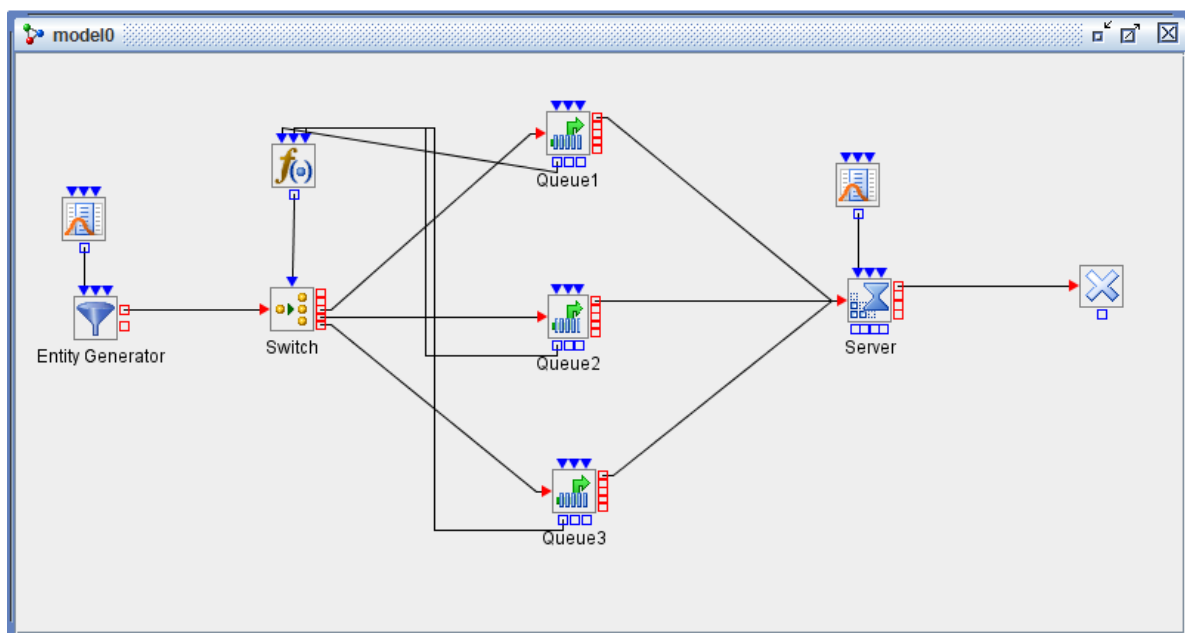 model0
Queue1
Entity Generator
Switch
Queue2
Server
Queue3